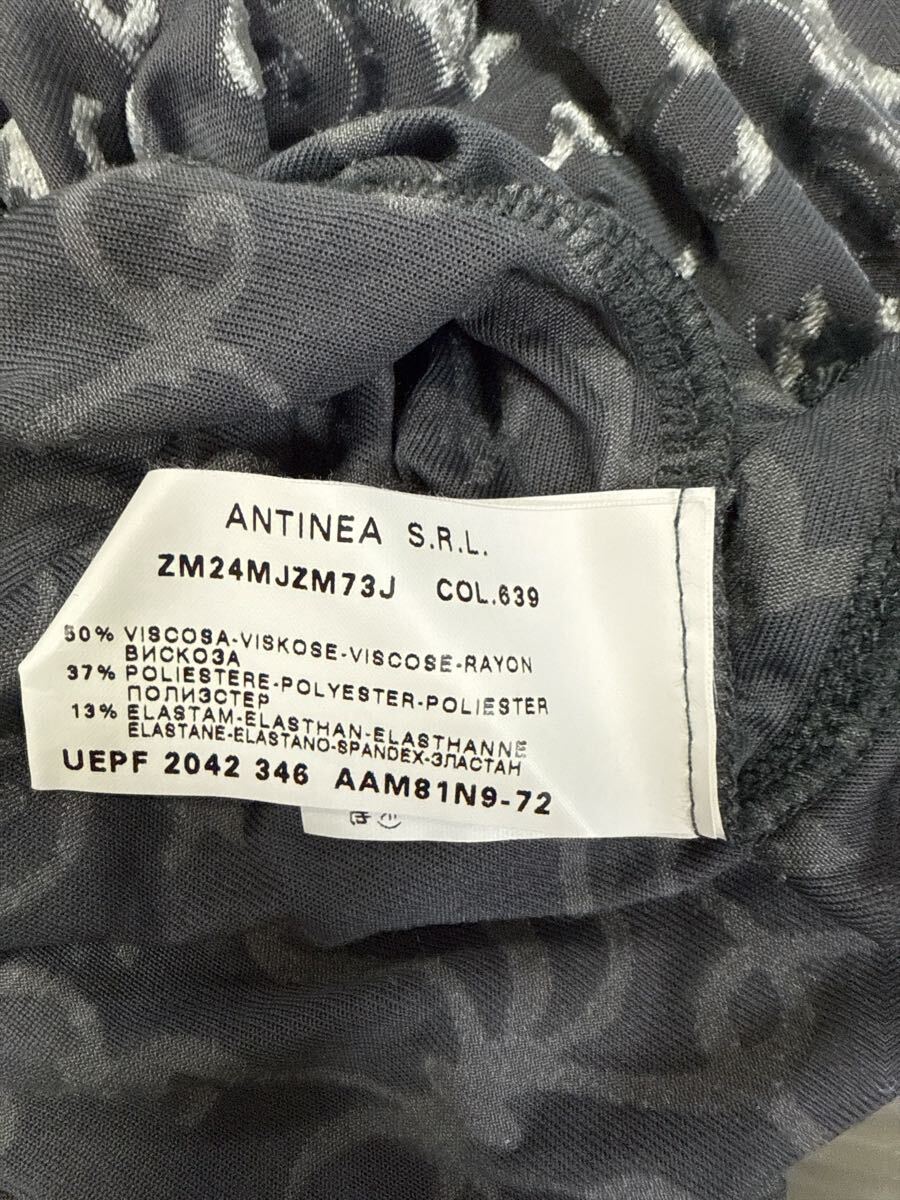 ANTINEA S.R.L.
ZM24MJZM73J COL.639
50% VISCOSA-VISKOSE-VISCOSE-RAYON
ВИСКОЗА
37% POLIESTERE-POLYESTER-POLIESTER
ПОЛИЭСТЕР
13% ELASTAM-ELASTHAN-ELASTHANNE
ELASTANE-ELASTANO-SPANDEX-ЭЛАСТАН
UEPF 2042 346 AAM81N9-72